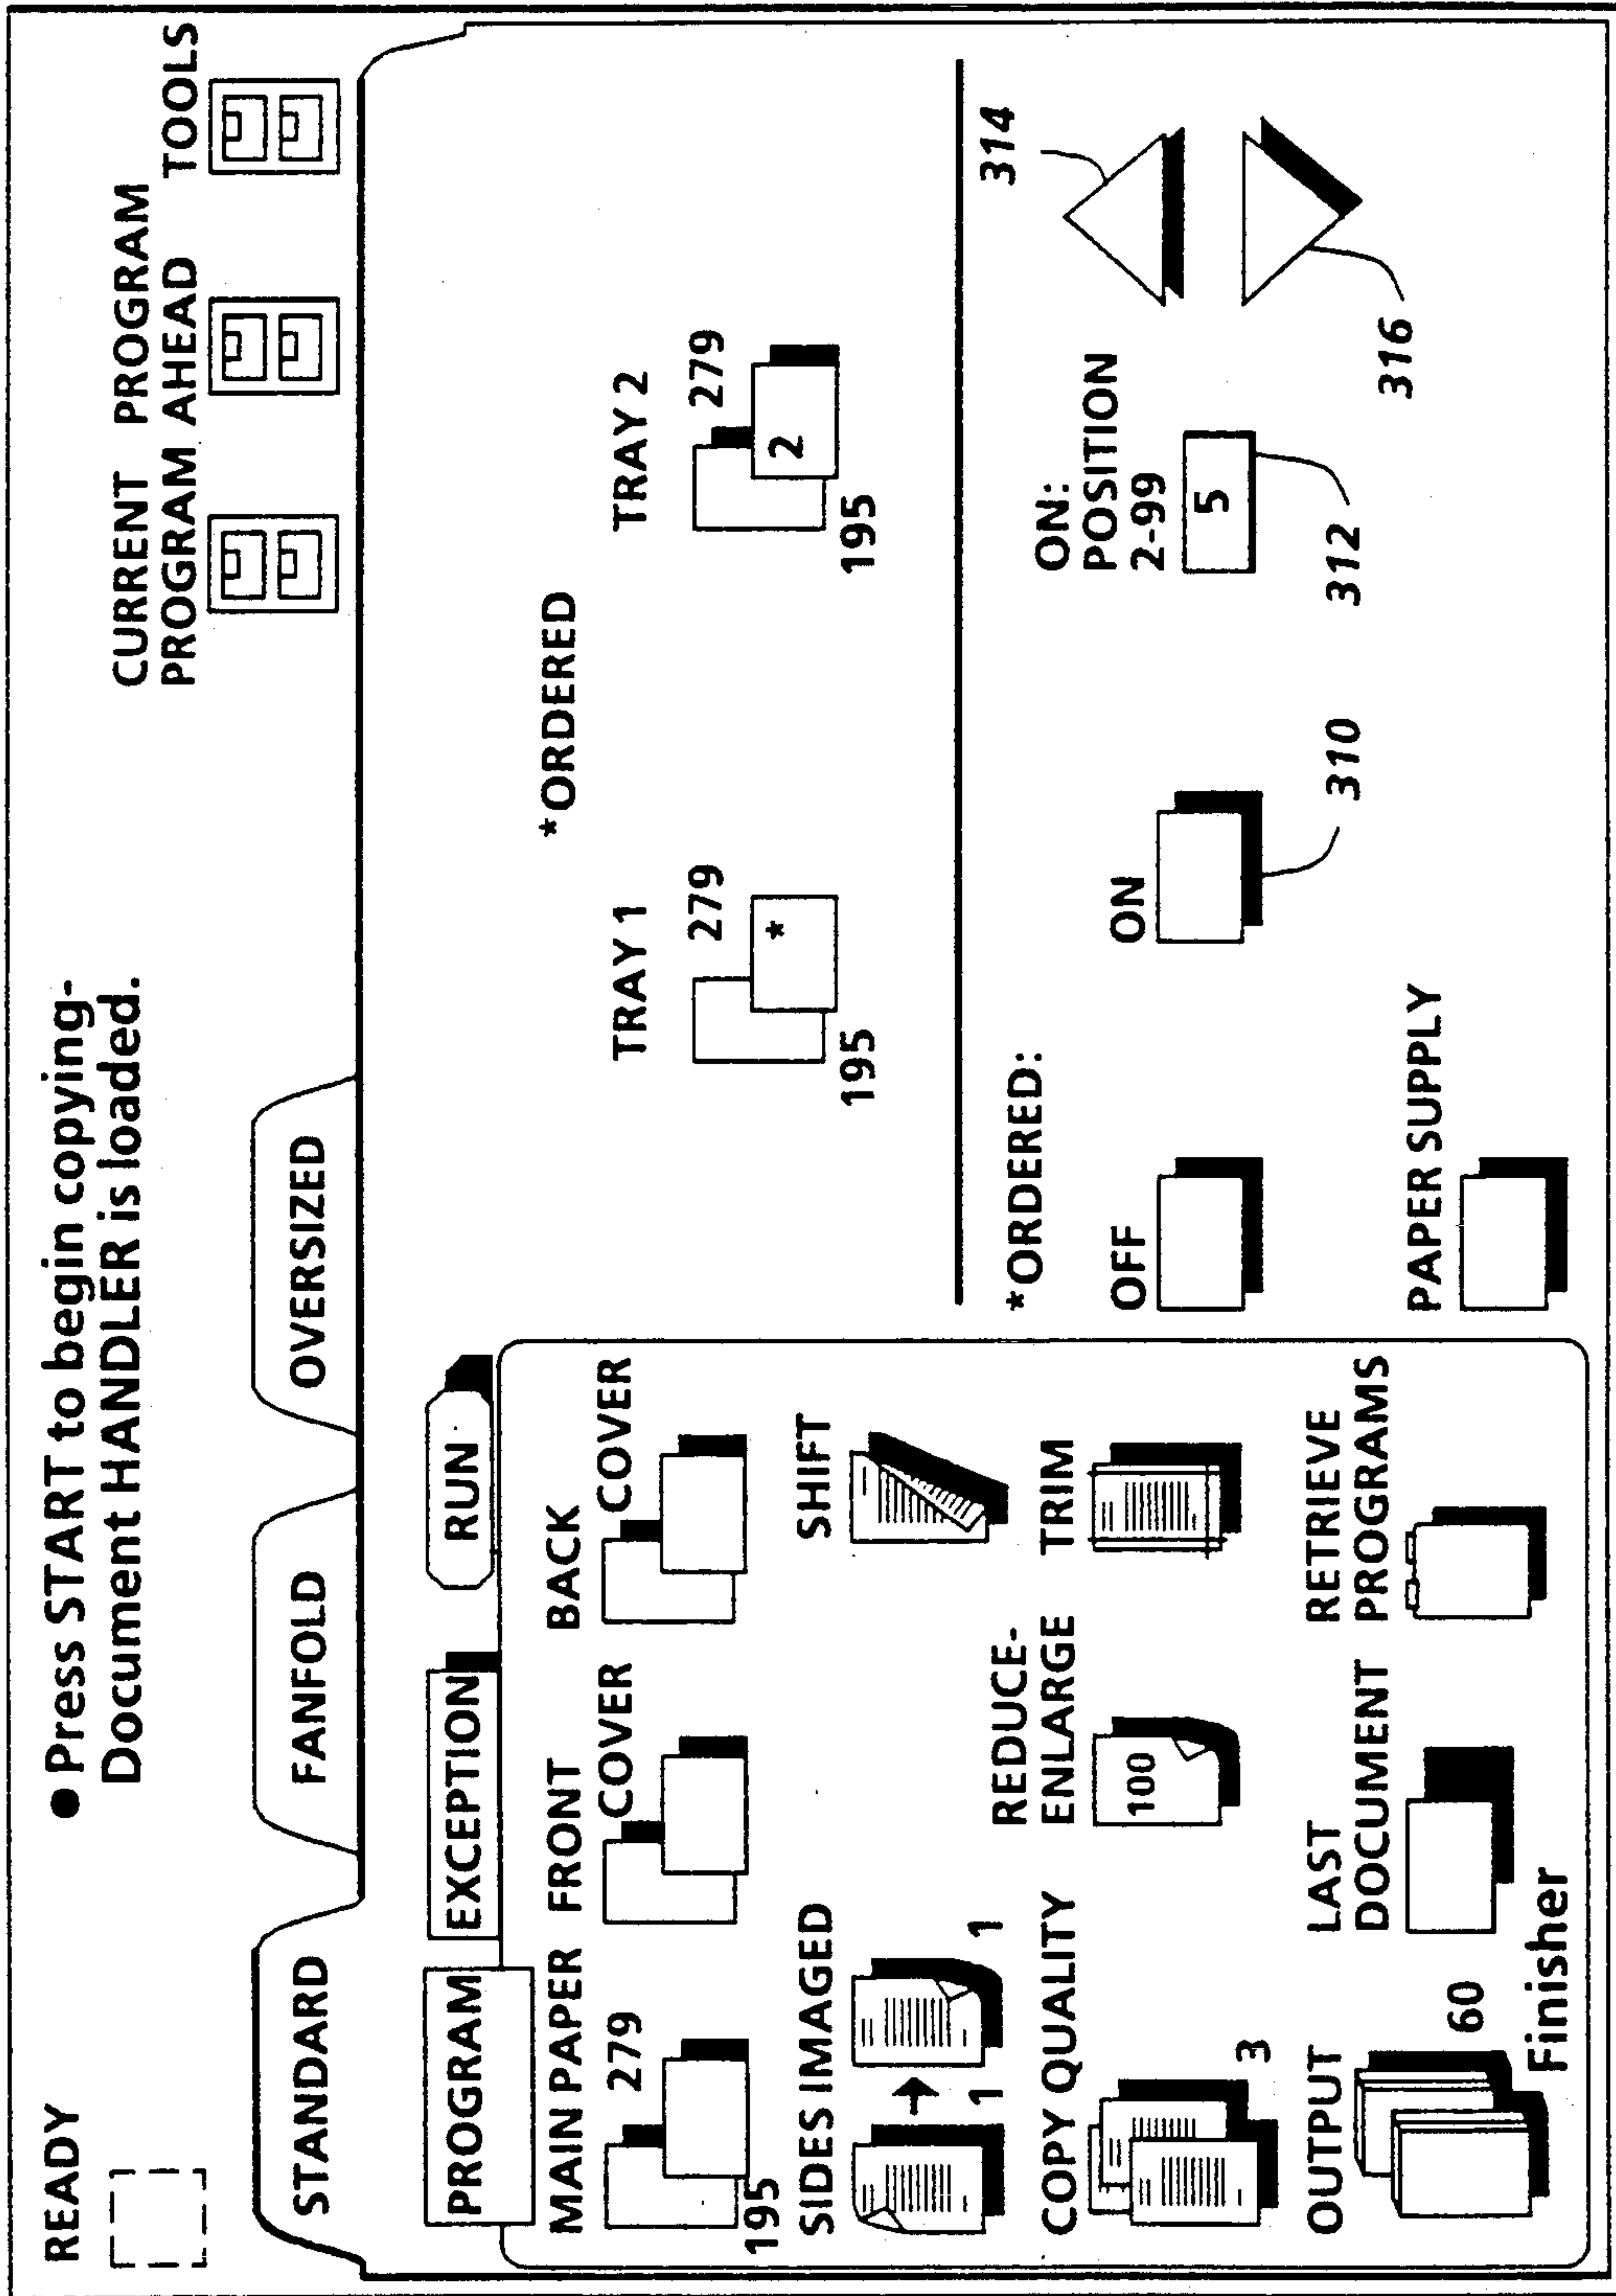 READY
● Press START to begin copying-
Document HANDLER is loaded.
CURRENT PROGRAM
PROGRAM AHEAD TOOLS
STANDARD
FANFOLD
OVERSIZED
PROGRAM
EXCEPTION
RUN
MAIN PAPER
279
195
FRONT
COVER
BACK
COVER
SIDES IMAGED
1
1
SHIFT
COPY QUALITY
3
REDUCE-
ENLARGE
100
TRIM
OUTPUT
60
Finisher
LAST
DOCUMENT
RETRIEVE
PROGRAMS
*ORDERED
TRAY 1
279
*
195
TRAY 2
279
2
195
*ORDERED:
OFF
ON
310
ON:
POSITION
2-99
5
312
314
316
PAPER SUPPLY